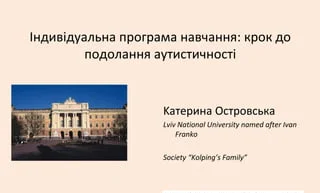 Індивідуальна програма навчання: крок до
подолання аутистичності
Катерина Островська
Lviv National University named after Ivan
Franko
Society “Kolping’s Family”